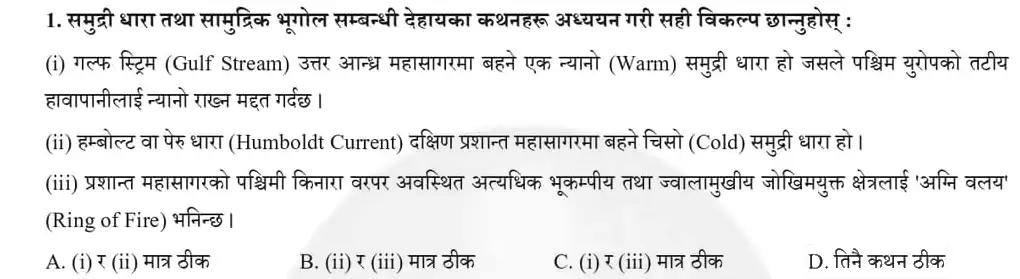 1. समुद्री धारा तथा सामुद्रिक भूगोल सम्बन्धी देहायका कथनहरू अध्ययन गरी सही विकल्प छान्नुहोस् :
(i) गल्फ स्ट्रिम (Gulf Stream) उत्तर आन्ध्र महासागरमा बहने एक न्यानो (Warm) समुद्री धारा हो जसले पश्चिम युरोपको तटीय
हावापानीलाई न्यानो राख्न मद्दत गर्दछ ।
(ii) हम्बोल्ट वा पेरु धारा (Humboldt Current) दक्षिण प्रशान्त महासागरमा बहने चिसो (Cold) समुद्री धारा हो ।
(iii) प्रशान्त महासागरको पश्चिमी किनारा वरपर अवस्थित अत्यधिक भूकम्पीय तथा ज्वालामुखीय जोखिमयुक्त क्षेत्रलाई 'अग्नि वलय'
(Ring of Fire) भनिन्छ ।
A. (i) र (ii) मात्र ठीक B. (ii) र (iii) मात्र ठीक C. (i) र (iii) मात्र ठीक D. तिनै कथन ठीक